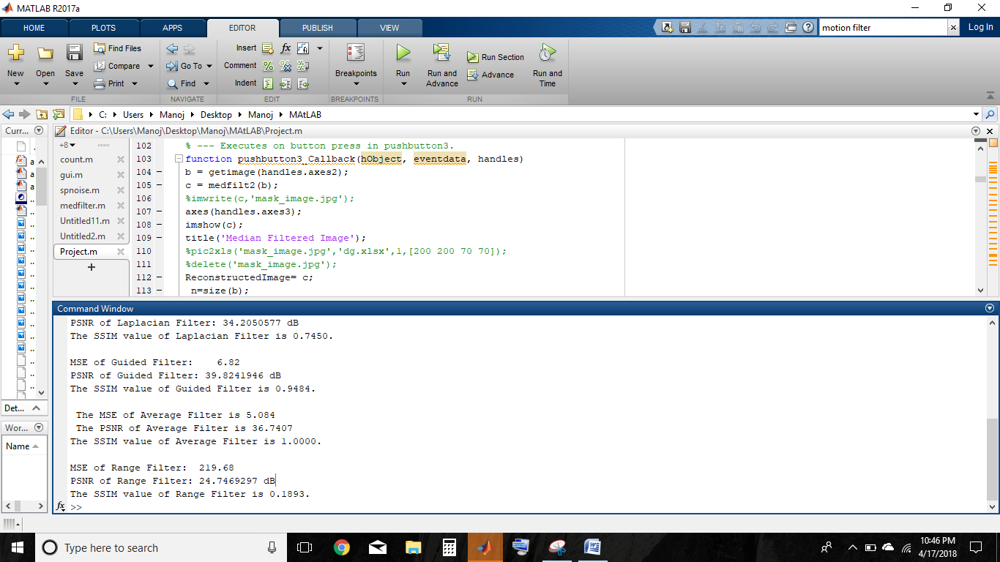 MATLAB R2017a
HOME PLOTS APPS EDITOR PUBLISH VIEW motion filter Log In
New Open Save Find Files Compare Print Go To Find Insert fx Comment Indent Breakpoints Run Run and Advance Run Section Advance Run and Time
FILE NAVIGATE EDIT BREAKPOINTS RUN
C: Users Manoj Desktop Manoj MAtLAB
Curr... Editor - C:\Users\Manoj\Desktop\Manoj\MAtLAB\Project.m
+8
count.m
gui.m
spnoise.m
medfilter.m
Untitled11.m
Untitled2.m
Project.m
102 % --- Executes on button press in pushbutton3.
103 function pushbutton3_Callback(hObject, eventdata, handles)
104 – b = getimage(handles.axes2);
105 – c = medfilt2(b);
106 %imwrite(c,'mask_image.jpg');
107 – axes(handles.axes3);
108 – imshow(c);
109 – title('Median Filtered Image');
110 %pic2xls('mask_image.jpg','dg.xlsx',1,[200 200 70 70]);
111 %delete('mask_image.jpg');
112 – ReconstructedImage= c;
113 – n=size(b);
Command Window
PSNR of Laplacian Filter: 34.2050577 dB
The SSIM value of Laplacian Filter is 0.7450.
MSE of Guided Filter: 6.82
PSNR of Guided Filter: 39.8241946 dB
The SSIM value of Guided Filter is 0.9484.
The MSE of Average Filter is 5.084
The PSNR of Average Filter is 36.7407
The SSIM value of Average Filter is 1.0000.
MSE of Range Filter: 219.68
PSNR of Range Filter: 24.7469297 dB
The SSIM value of Range Filter is 0.1893.
fx >>
Det...
Wor...
Name
Type here to search
10:46 PM
4/17/2018